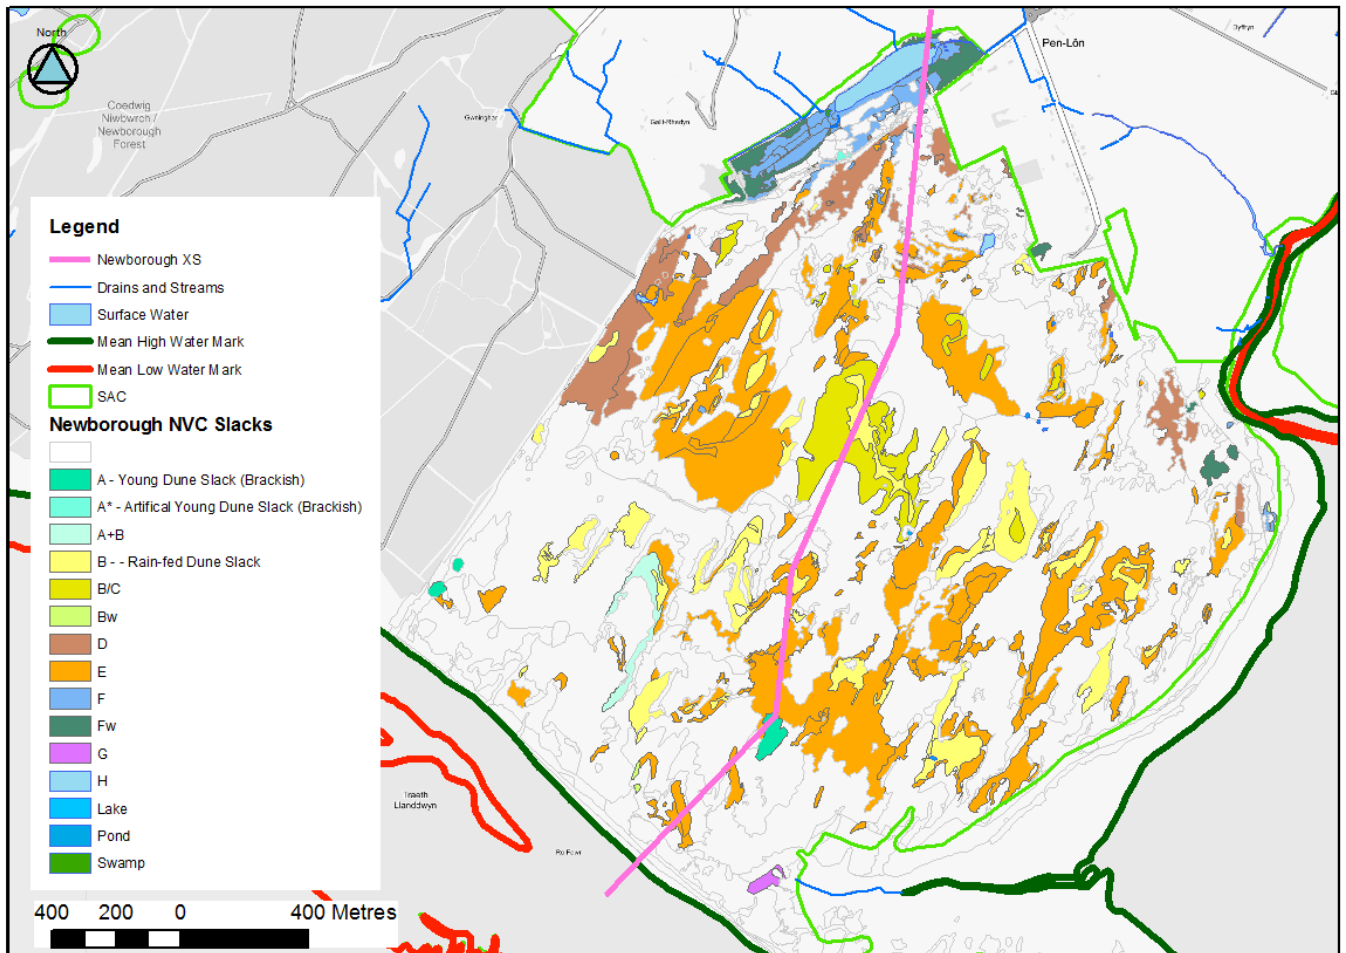 North
Coedwig
Niwbwrch /
Newborough
Forest
Pen-Lôn
Dyffryn
Legend
Newborough XS
Drains and Streams
Surface Water
Mean High Water Mark
Mean Low Water Mark
SAC
Newborough NVC Slacks
A - Young Dune Slack (Brackish)
A* - Artifical Young Dune Slack (Brackish)
A+B
B - - Rain-fed Dune Slack
B/C
Bw
D
E
F
Fw
G
H
Lake
Pond
Swamp
Traeth
Llanddwyn
400 200 0 400 Metres